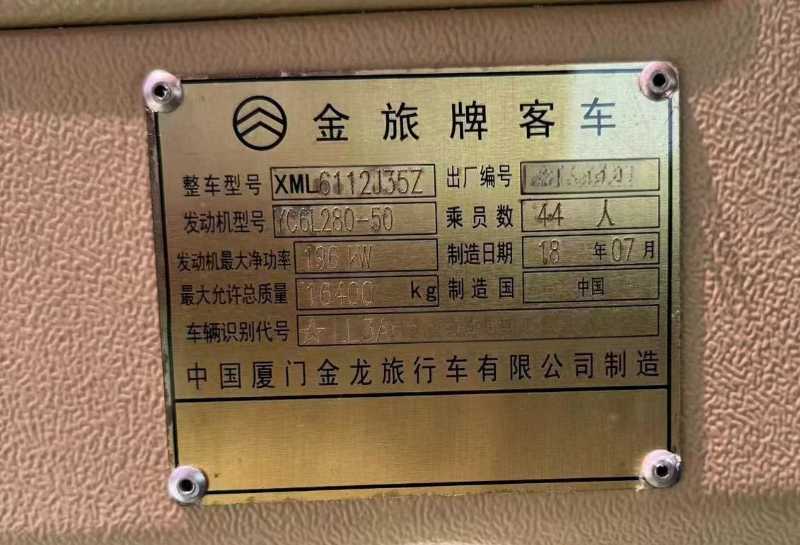 金旅牌客车
整车型号 XML6112J35Z 出厂编号
发动机型号 YC6L280-50 乘员数 44 人
发动机最大净功率 196 kW 制造日期 18 年 07 月
最大允许总质量 16400 kg 制造国 中国
车辆识别代号 ☆LL3A
中国厦门金龙旅行车有限公司制造